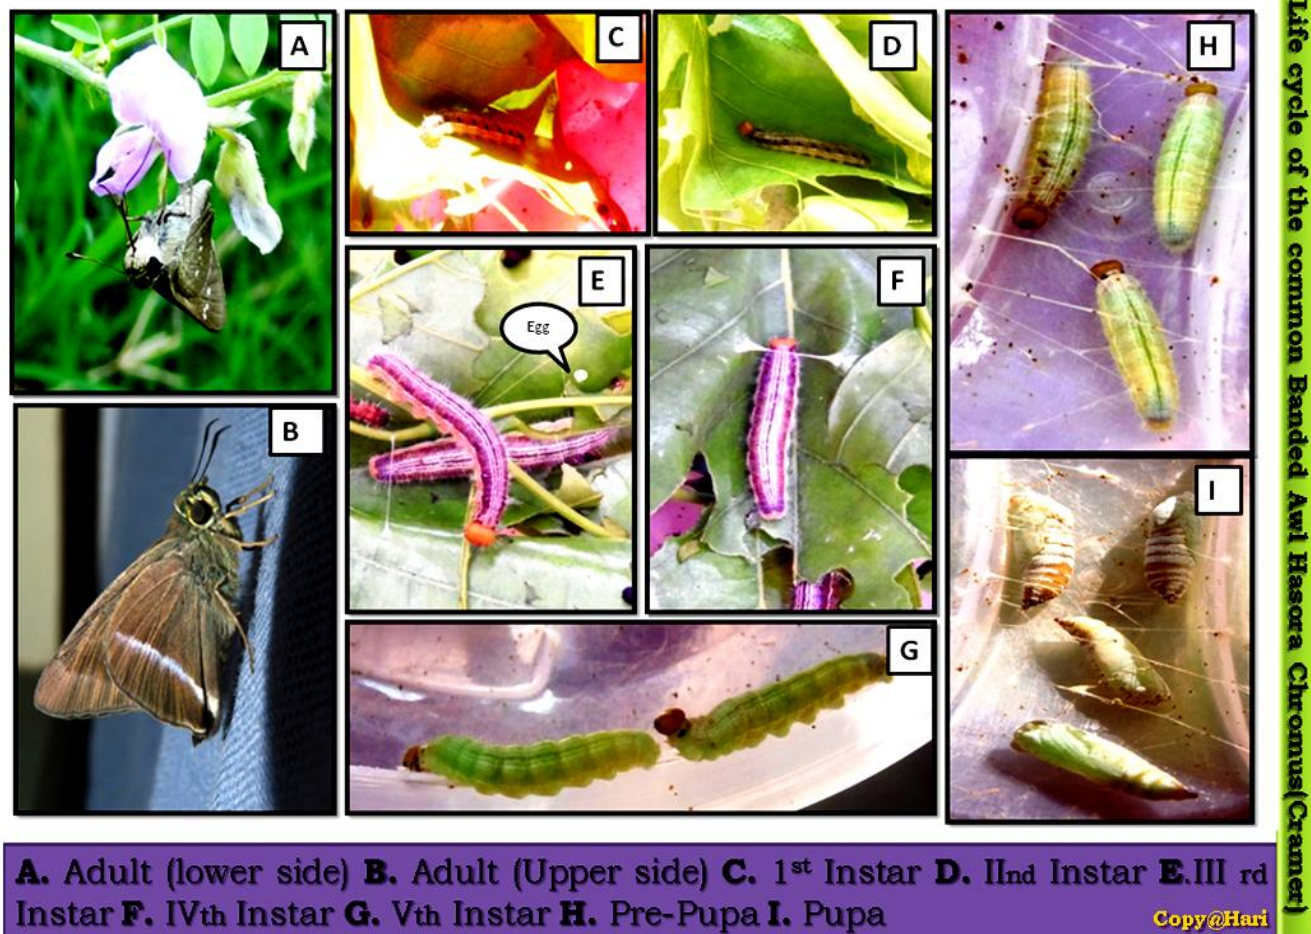 A
C
D
H
E
Egg
F
B
I
G
Life cycle of the common Banded Awl Hasora Chromus(Cramer)
A. Adult (lower side) B. Adult (Upper side) C. 1st Instar D. IInd Instar E.III rd
Instar F. IVth Instar G. Vth Instar H. Pre-Pupa I. Pupa
Copy@Hari